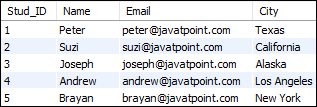 Stud_ID Name Email City
1 Peter peter@javatpoint.com Texas
2 Suzi suzi@javatpoint.com California
3 Joseph joseph@javatpoint.com Alaska
4 Andrew andrew@javatpoint.com Los Angeles
5 Brayan brayan@javatpoint.com New York